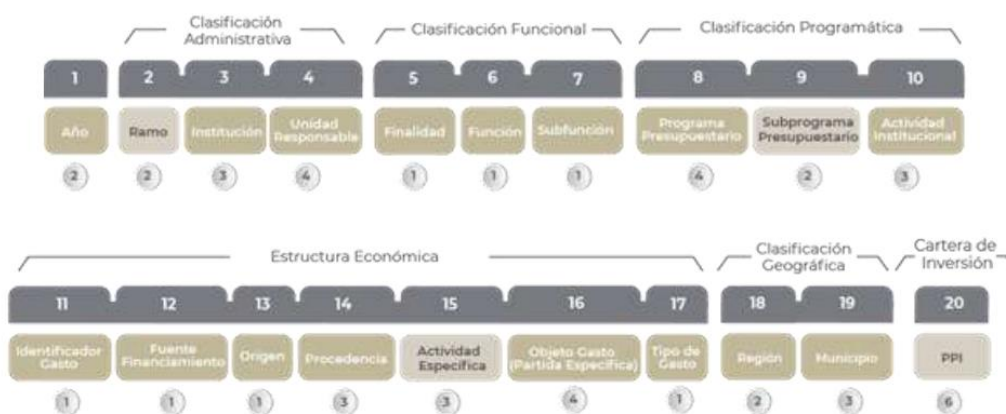 Clasificación
Administrativa
Clasificación Funcional
Clasificación Programática
1 2 3 4 5 6 7 8 9 10
Año
Ramo
Institución
Unidad
Responsable
Finalidad
Función
Subfunción
Programa
Presupuestario
Subprograma
Presupuestario
Actividad
Institucional
2 2 3 4 1 1 1 4 2 3
Estructura Económica
Clasificación
Geográfica
Cartera de
Inversión
11 12 13 14 15 16 17 18 19 20
Identificador
Gasto
Fuente
Financiamiento
Origen
Procedencia
Actividad
Específica
Objeto Gasto
(Partida Específica)
Tipo de
Gasto
Región
Municipio
PPI
1 1 1 3 3 4 1 2 3 6